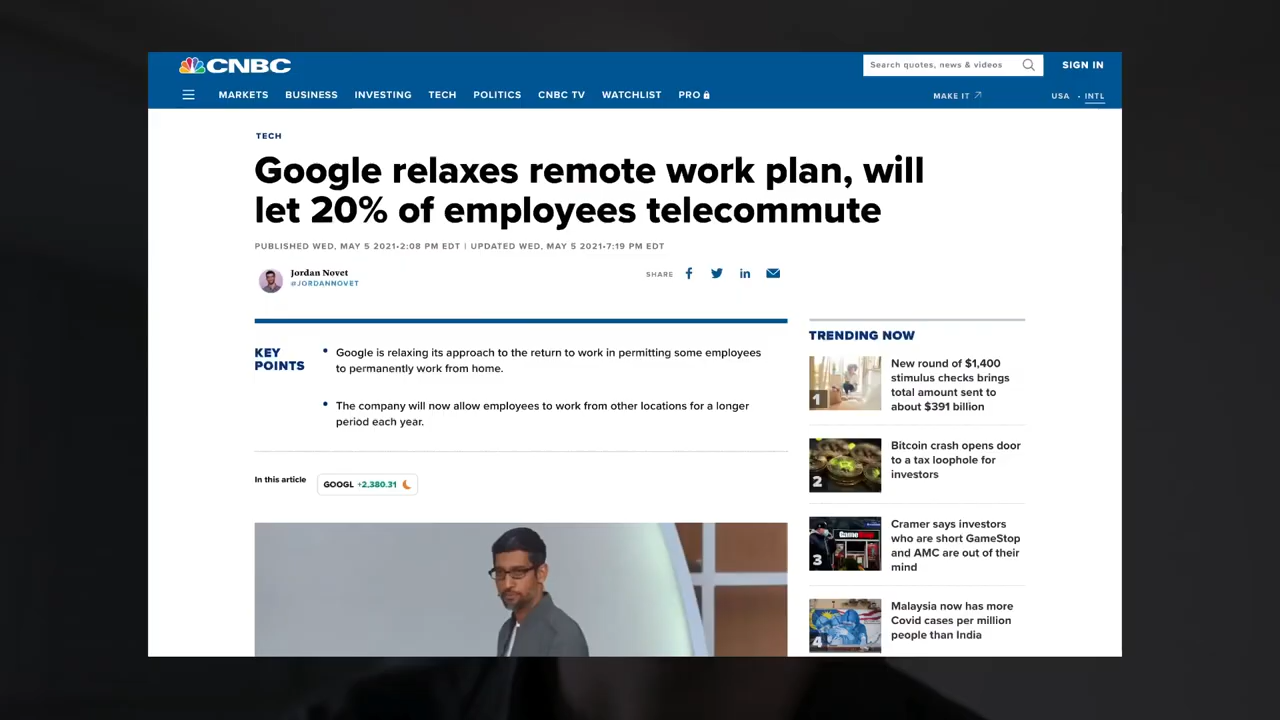 CNBC
Search quotes, news & videos
SIGN IN
MARKETS BUSINESS INVESTING TECH POLITICS CNBC TV WATCHLIST PRO
MAKE IT
USA • INTL
TECH
Google relaxes remote work plan, will
let 20% of employees telecommute
PUBLISHED WED, MAY 5 2021•2:08 PM EDT | UPDATED WED, MAY 5 2021•7:19 PM EDT
Jordan Novet
@JORDANNOVET
SHARE
KEY
POINTS
• Google is relaxing its approach to the return to work in permitting some employees
to permanently work from home.
• The company will now allow employees to work from other locations for a longer
period each year.
In this article
GOOGL +2,380.31
TRENDING NOW
1
New round of $1,400
stimulus checks brings
total amount sent to
about $391 billion
2
Bitcoin crash opens door
to a tax loophole for
investors
GameStop
3
Cramer says investors
who are short GameStop
and AMC are out of their
mind
4
Malaysia now has more
Covid cases per million
people than India